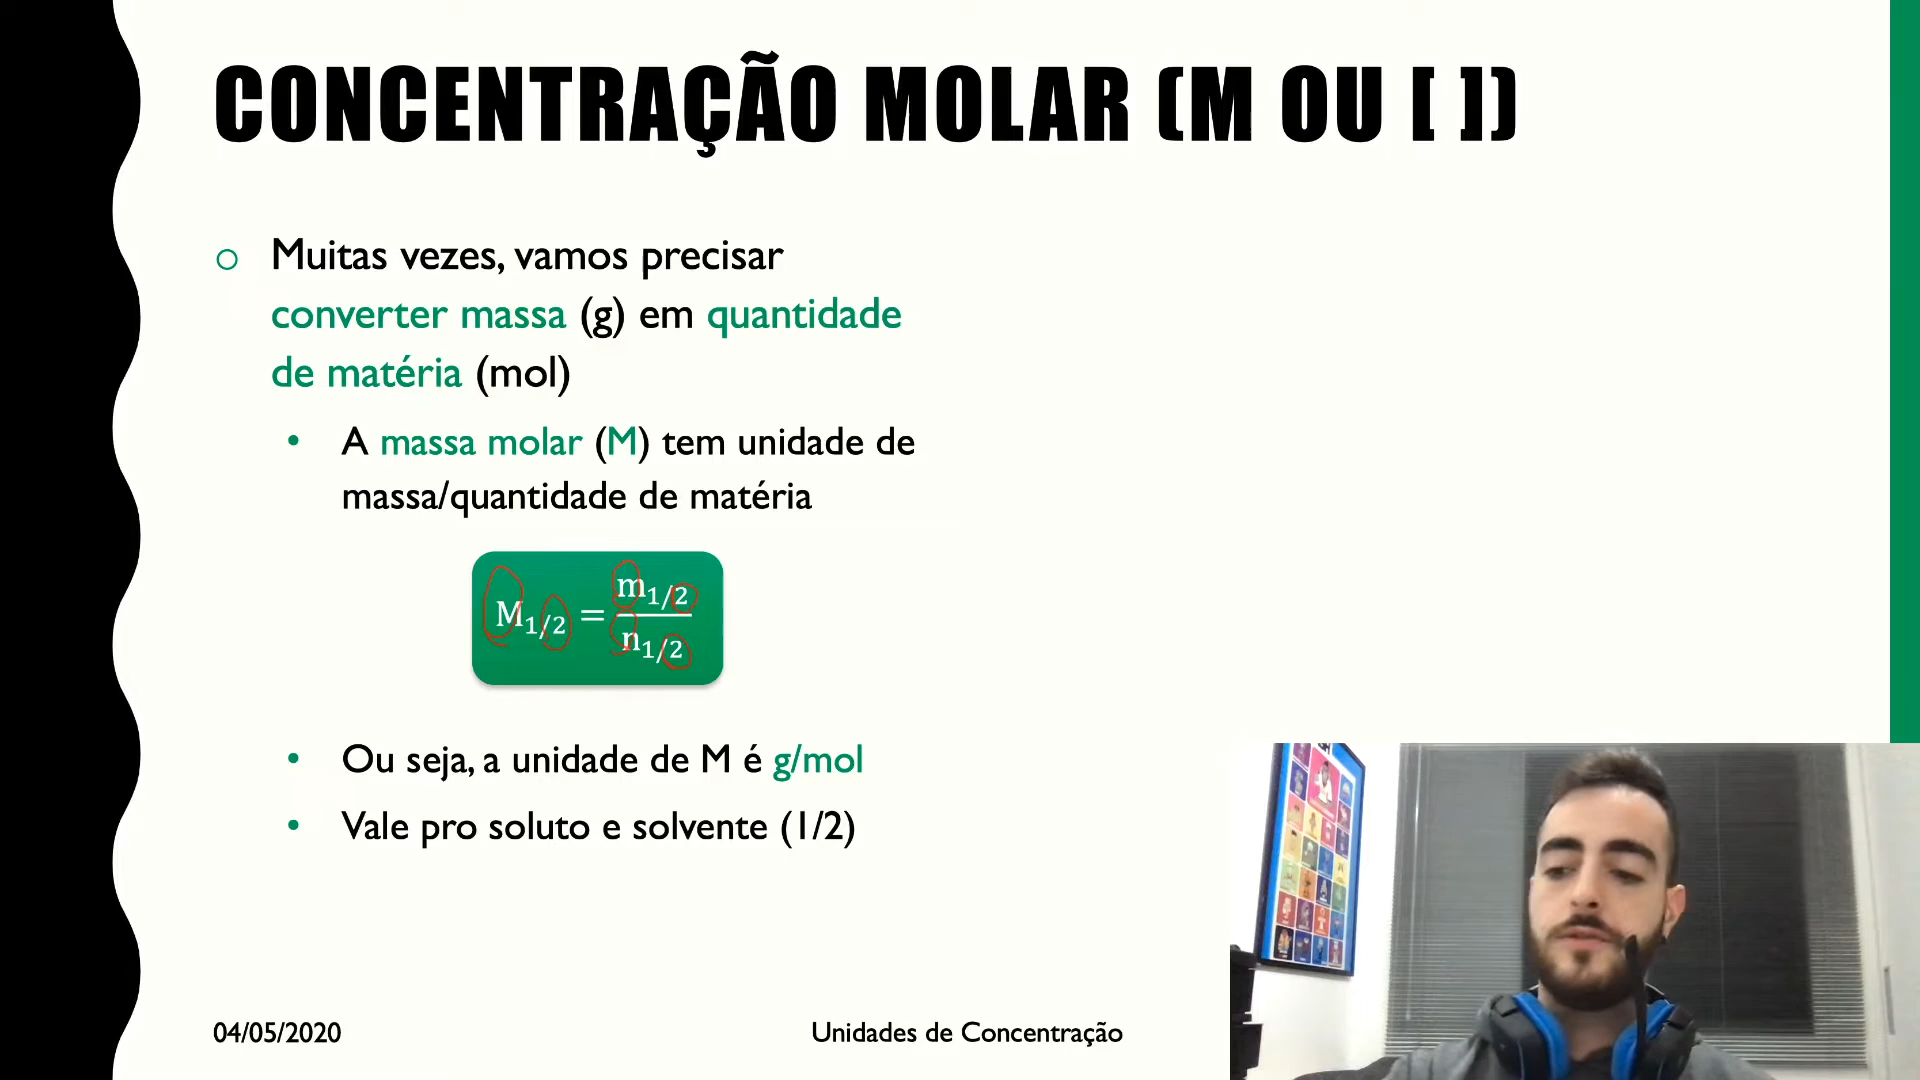 CONCENTRAÇÃO MOLAR (M OU [ ])
Muitas vezes, vamos precisar
converter massa (g) em quantidade
de matéria (mol)
A massa molar (M) tem unidade de
massa/quantidade de matéria
M1/2 = m1/2 / n1/2
Ou seja, a unidade de M é g/mol
Vale pro soluto e solvente (1/2)
04/05/2020
Unidades de Concentração